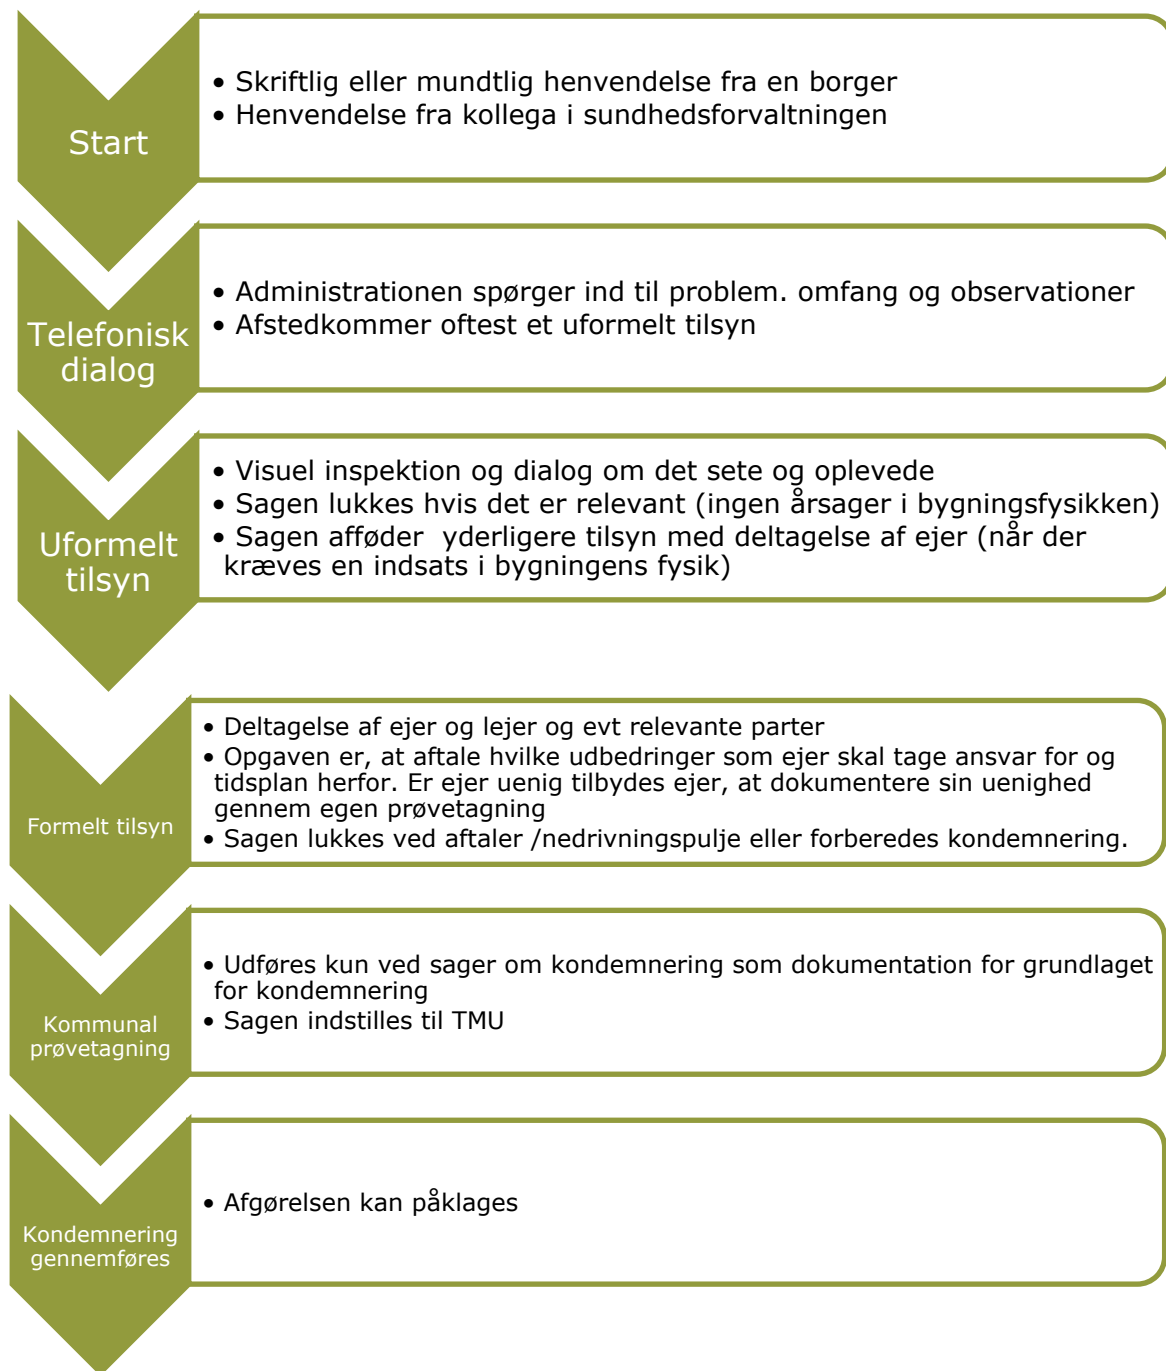 Start
• Skriftlig eller mundtlig henvendelse fra en borger
• Henvendelse fra kollega i sundhedsforvaltningen
Telefonisk
dialog
• Administrationen spørger ind til problem. omfang og observationer
• Afstedkommer oftest et uformelt tilsyn
Uformelt
tilsyn
• Visuel inspektion og dialog om det sete og oplevede
• Sagen lukkes hvis det er relevant (ingen årsager i bygningsfysikken)
• Sagen afføder  yderligere tilsyn med deltagelse af ejer (når der
kræves en indsats i bygningens fysik)
Formelt tilsyn
• Deltagelse af ejer og lejer og evt relevante parter
• Opgaven er, at aftale hvilke udbedringer som ejer skal tage ansvar for og
tidsplan herfor. Er ejer uenig tilbydes ejer, at dokumentere sin uenighed
gennem egen prøvetagning
• Sagen lukkes ved aftaler /nedrivningspulje eller forberedes kondemnering.
Kommunal
prøvetagning
• Udføres kun ved sager om kondemnering som dokumentation for grundlaget
for kondemnering
• Sagen indstilles til TMU
Kondemnering
gennemføres
• Afgørelsen kan påklages